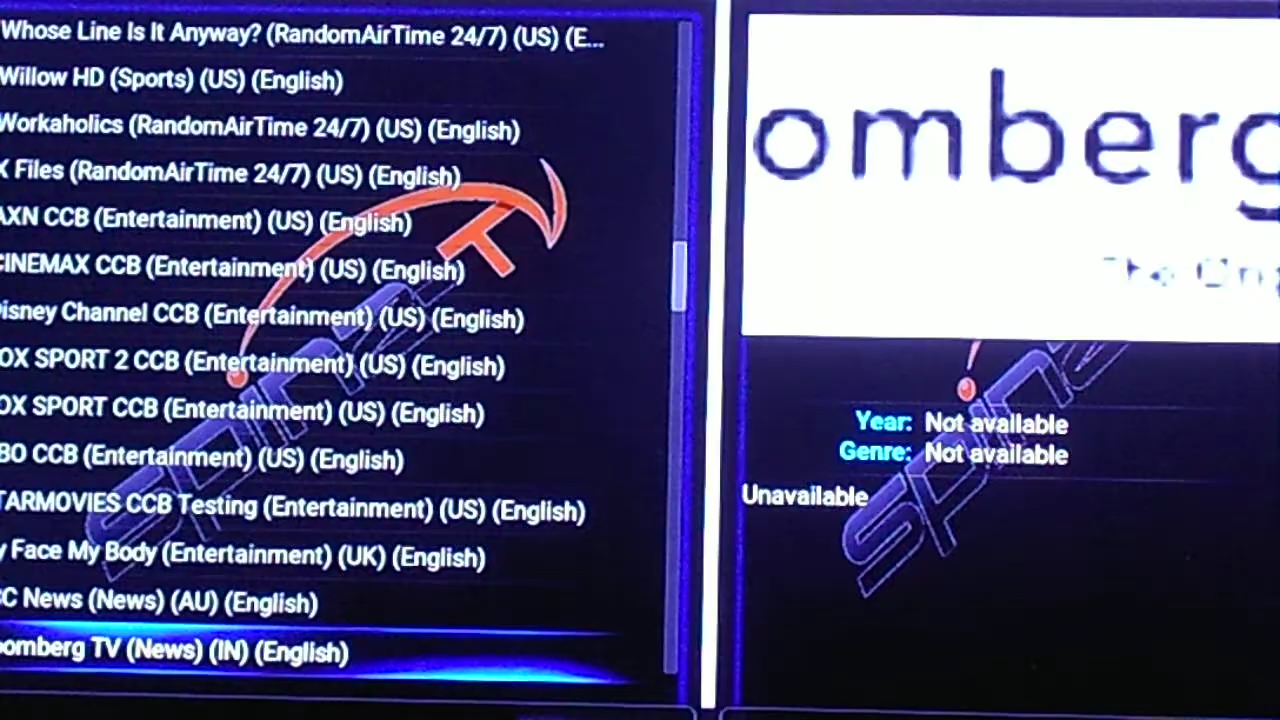 Whose Line Is It Anyway? (RandomAirTime 24/7) (US) (E...
Willow HD (Sports) (US) (English)
Workaholics (RandomAirTime 24/7) (US) (English)
X Files (RandomAirTime 24/7) (US) (English)
AXN CCB (Entertainment) (US) (English)
CINEMAX CCB (Entertainment) (US) (English)
isney Channel CCB (Entertainment) (US) (English)
OX SPORT 2 CCB (Entertainment) (US) (English)
OX SPORT CCB (Entertainment) (US) (English)
BO CCB (Entertainment) (US) (English)
TARMOVIES CCB Testing (Entertainment) (US) (English)
y Face My Body (Entertainment) (UK) (English)
C News (News) (AU) (English)
oomberg TV (News) (IN) (English)
omberg
The Ong
Year: Not available
Genre: Not available
Unavailable